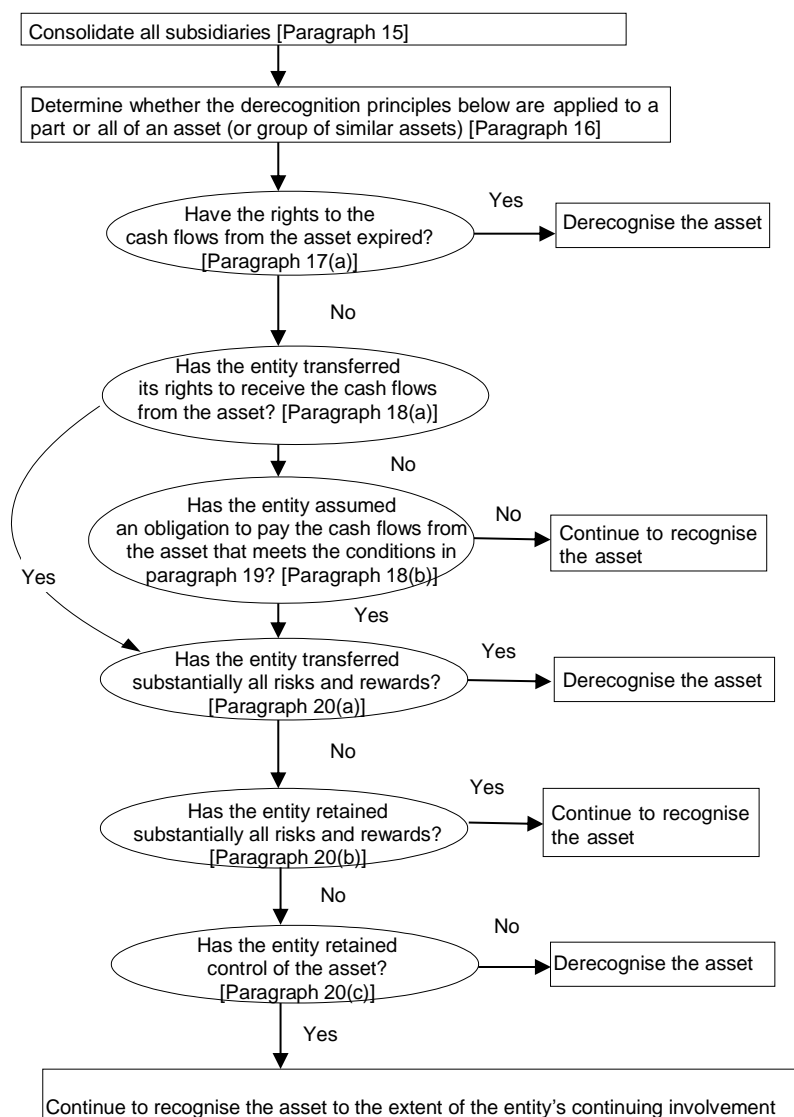 Consolidate all subsidiaries [Paragraph 15]
Determine whether the derecognition principles below are applied to a
part or all of an asset (or group of similar assets) [Paragraph 16]
Have the rights to the
cash flows from the asset expired?
[Paragraph 17(a)]
Yes
Derecognise the asset
No
Has the entity transferred
its rights to receive the cash flows
from the asset? [Paragraph 18(a)]
No
Has the entity assumed
an obligation to pay the cash flows from
the asset that meets the conditions in
paragraph 19? [Paragraph 18(b)]
No
Continue to recognise
the asset
Yes
Yes
Has the entity transferred
substantially all risks and rewards?
[Paragraph 20(a)]
Yes
Derecognise the asset
No
Has the entity retained
substantially all risks and rewards?
[Paragraph 20(b)]
Yes
Continue to recognise
the asset
No
Has the entity retained
control of the asset?
[Paragraph 20(c)]
No
Derecognise the asset
Yes
Continue to recognise the asset to the extent of the entity’s continuing involvement